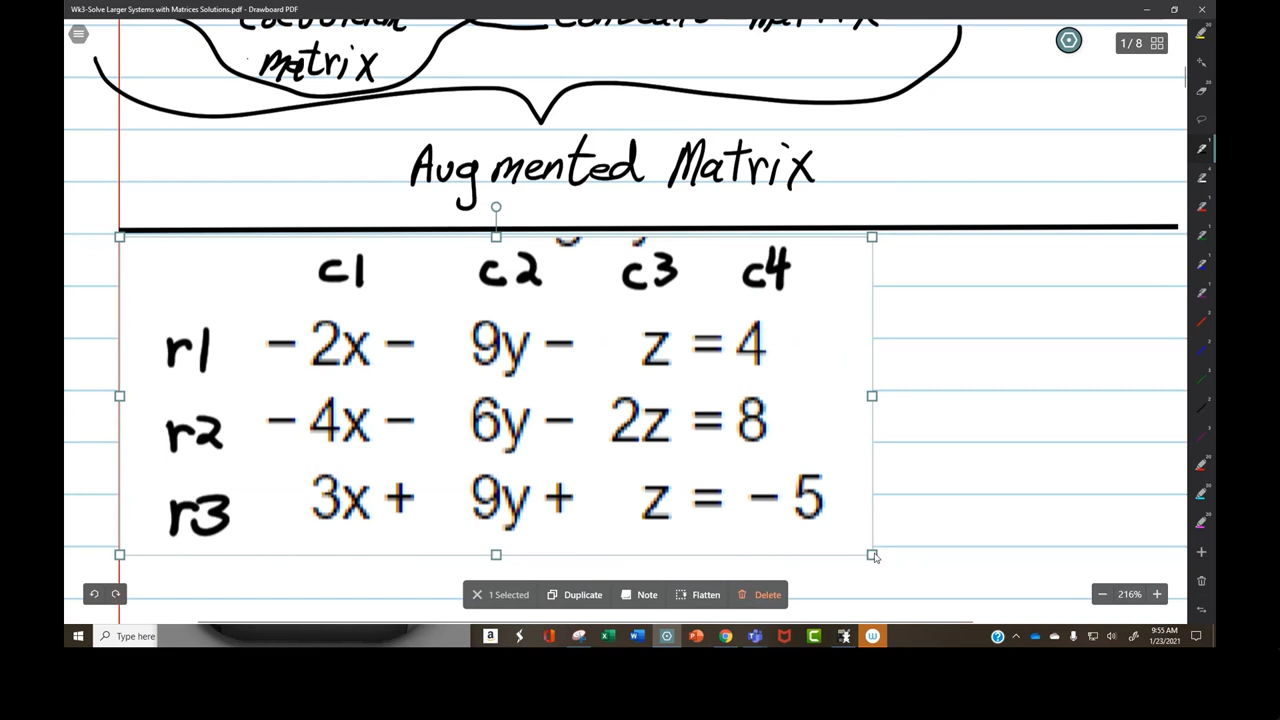 Wk3-Solve Larger Systems with Matrices Solutions.pdf - Drawboard PDF
matrix
1 / 8
Augmented Matrix
c1 c2 c3 c4
r1 - 2x - 9y - z = 4
r2 - 4x - 6y - 2z = 8
r3 3x + 9y + z = - 5
1 Selected Duplicate Note Flatten Delete
216%
Type here
9:55 AM
1/23/2021